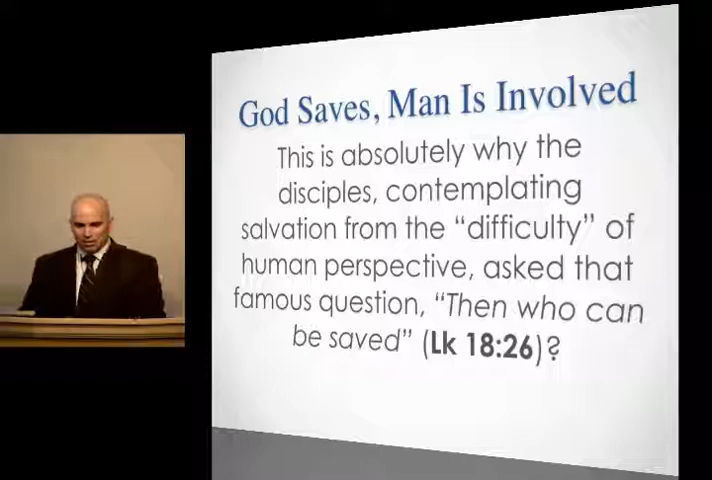 God Saves, Man Is Involved
This is absolutely why the
disciples, contemplating
salvation from the “difficulty” of
human perspective, asked that
famous question, “Then who can
be saved” (Lk 18:26)?